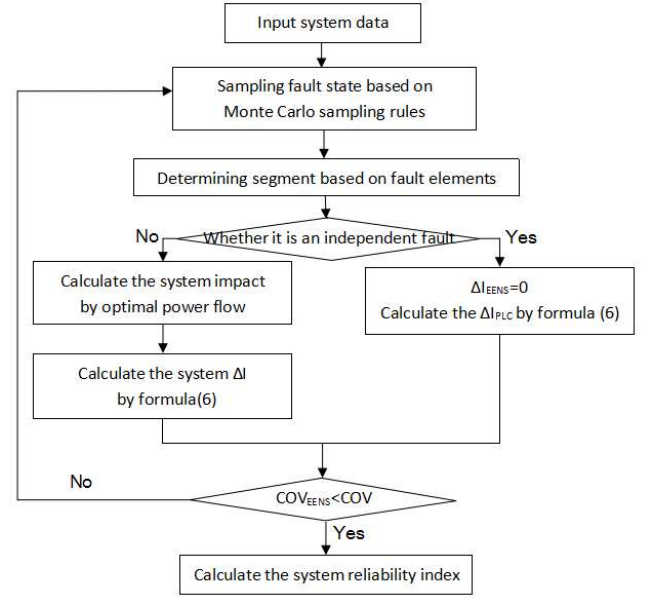 Input system data
Sampling fault state based on
Monte Carlo sampling rules
Determining segment based on fault elements
No
Whether it is an independent fault
Yes
Calculate the system impact
by optimal power flow
ΔIEENS=0
Calculate the ΔIPLC by formula (6)
Calculate the system ΔI
by formula(6)
No
COVEENS<COV
Yes
Calculate the system reliability index